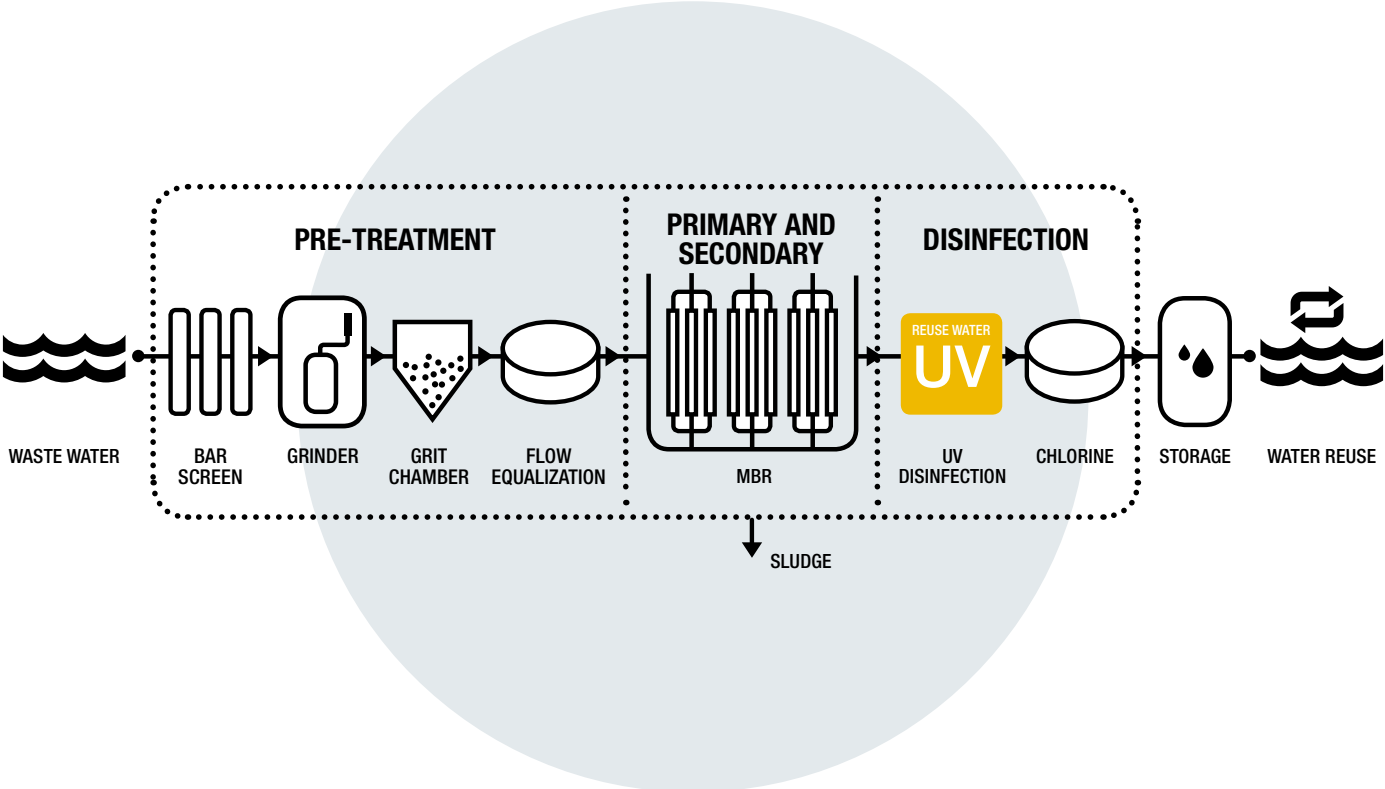 PRE-TREATMENT
PRIMARY AND
SECONDARY
DISINFECTION
REUSE WATER
UV
WASTE WATER
BAR
SCREEN
GRINDER
GRIT
CHAMBER
FLOW
EQUALIZATION
MBR
UV
DISINFECTION
CHLORINE
STORAGE
WATER REUSE
SLUDGE